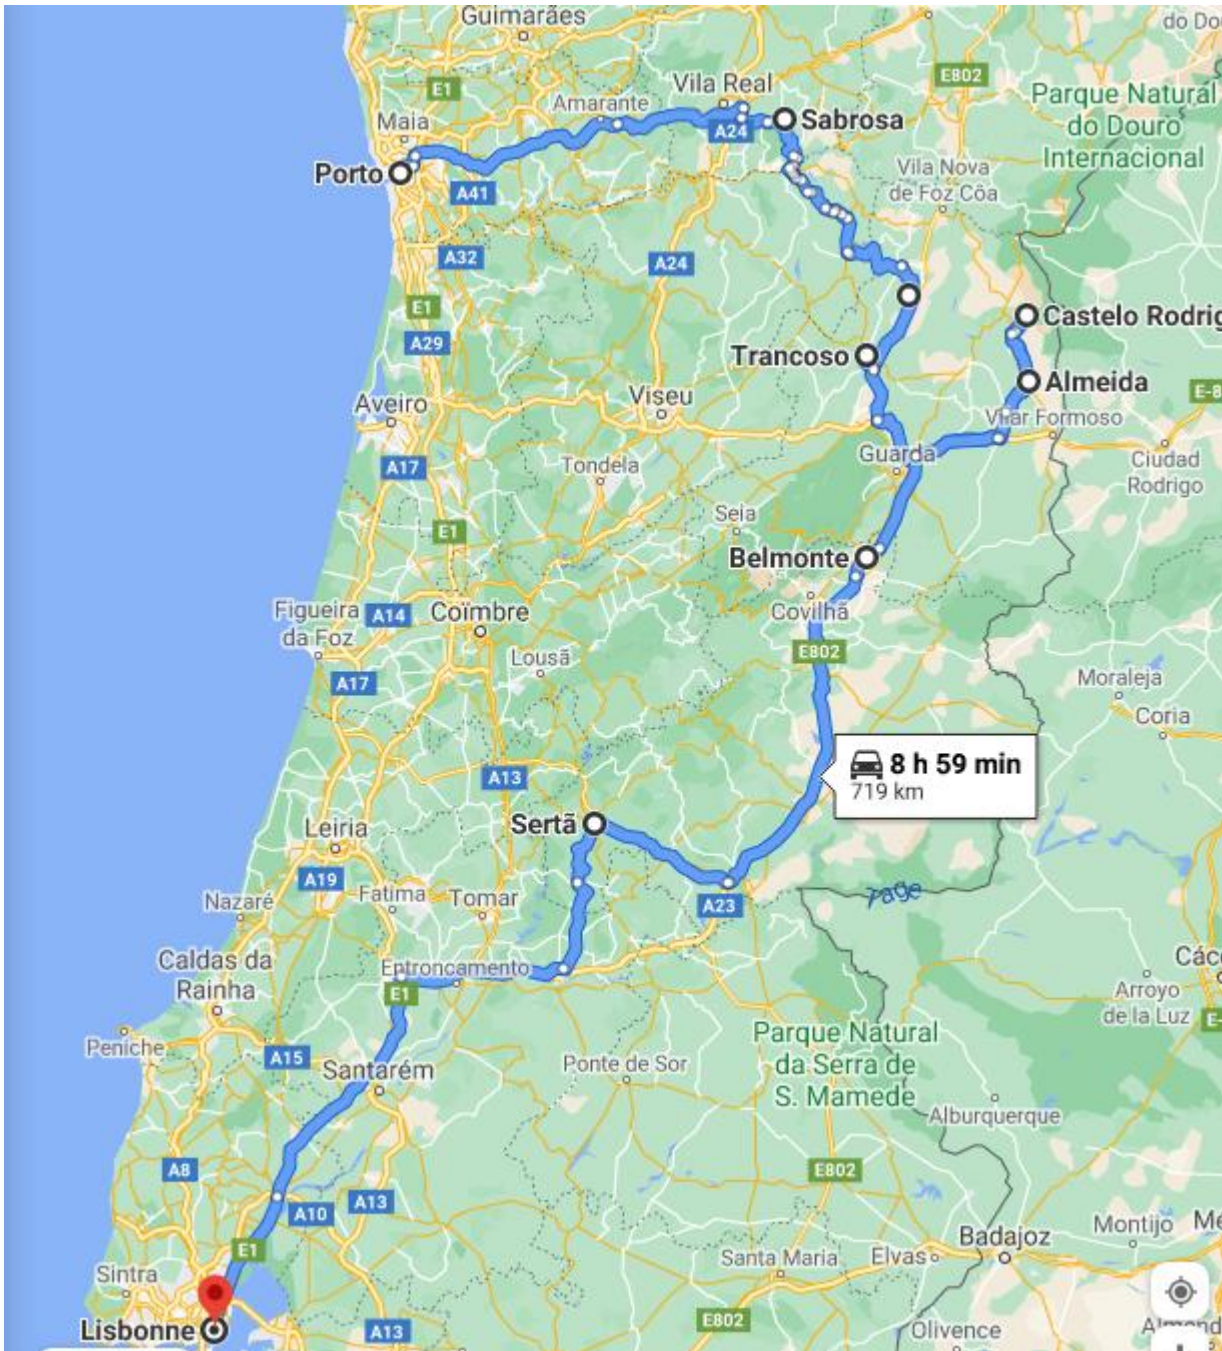 Guimarães
do Do
E1
E802
Vila Real
Parque Natural
do Douro
Internacional
Amarante
Maia
Sabrosa
A24
Porto
Vila Nova
de Foz Côa
A41
A32
A24
E1
Castelo Rodrig
A29
Trancoso
Almeida
E-8
Viseu
Aveiro
Vilar Formoso
Guarda
A17
Tondela
Ciudad
Rodrigo
Seia
E1
Belmonte
Figueira
da Foz
A14
Coïmbre
Covilhã
E802
Lousã
A17
Moraleja
Coria
8 h 59 min
719 km
A13
Sertã
Leiria
A19
Fatima
Tomar
A23
Tage
Nazaré
Caldas da
Rainha
Entroncamento
E1
Các
Arroyo
de la Luz
E-
Peniche
A15
Santarém
Ponte de Sor
Parque Natural
da Serra de
S. Mamede
Alburquerque
A8
E802
A10
A13
Badajoz
Montijo
Mé
E1
Santa Maria
Elvas
Sintra
Lisbonne
A13
E802
Olivence
Almend